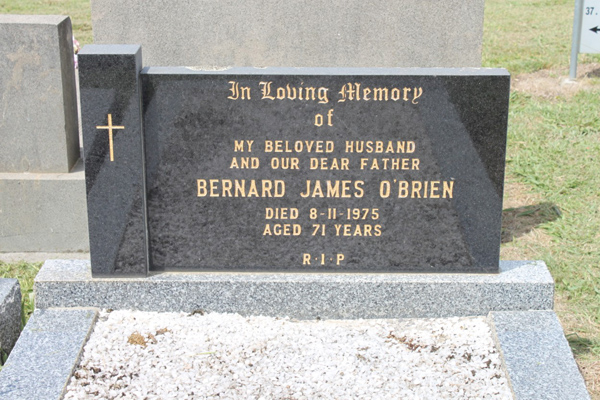 In Loving Memory
of
MY BELOVED HUSBAND
AND OUR DEAR FATHER
BERNARD JAMES O'BRIEN
DIED 8-11-1975
AGED 71 YEARS
R·I·P
37.